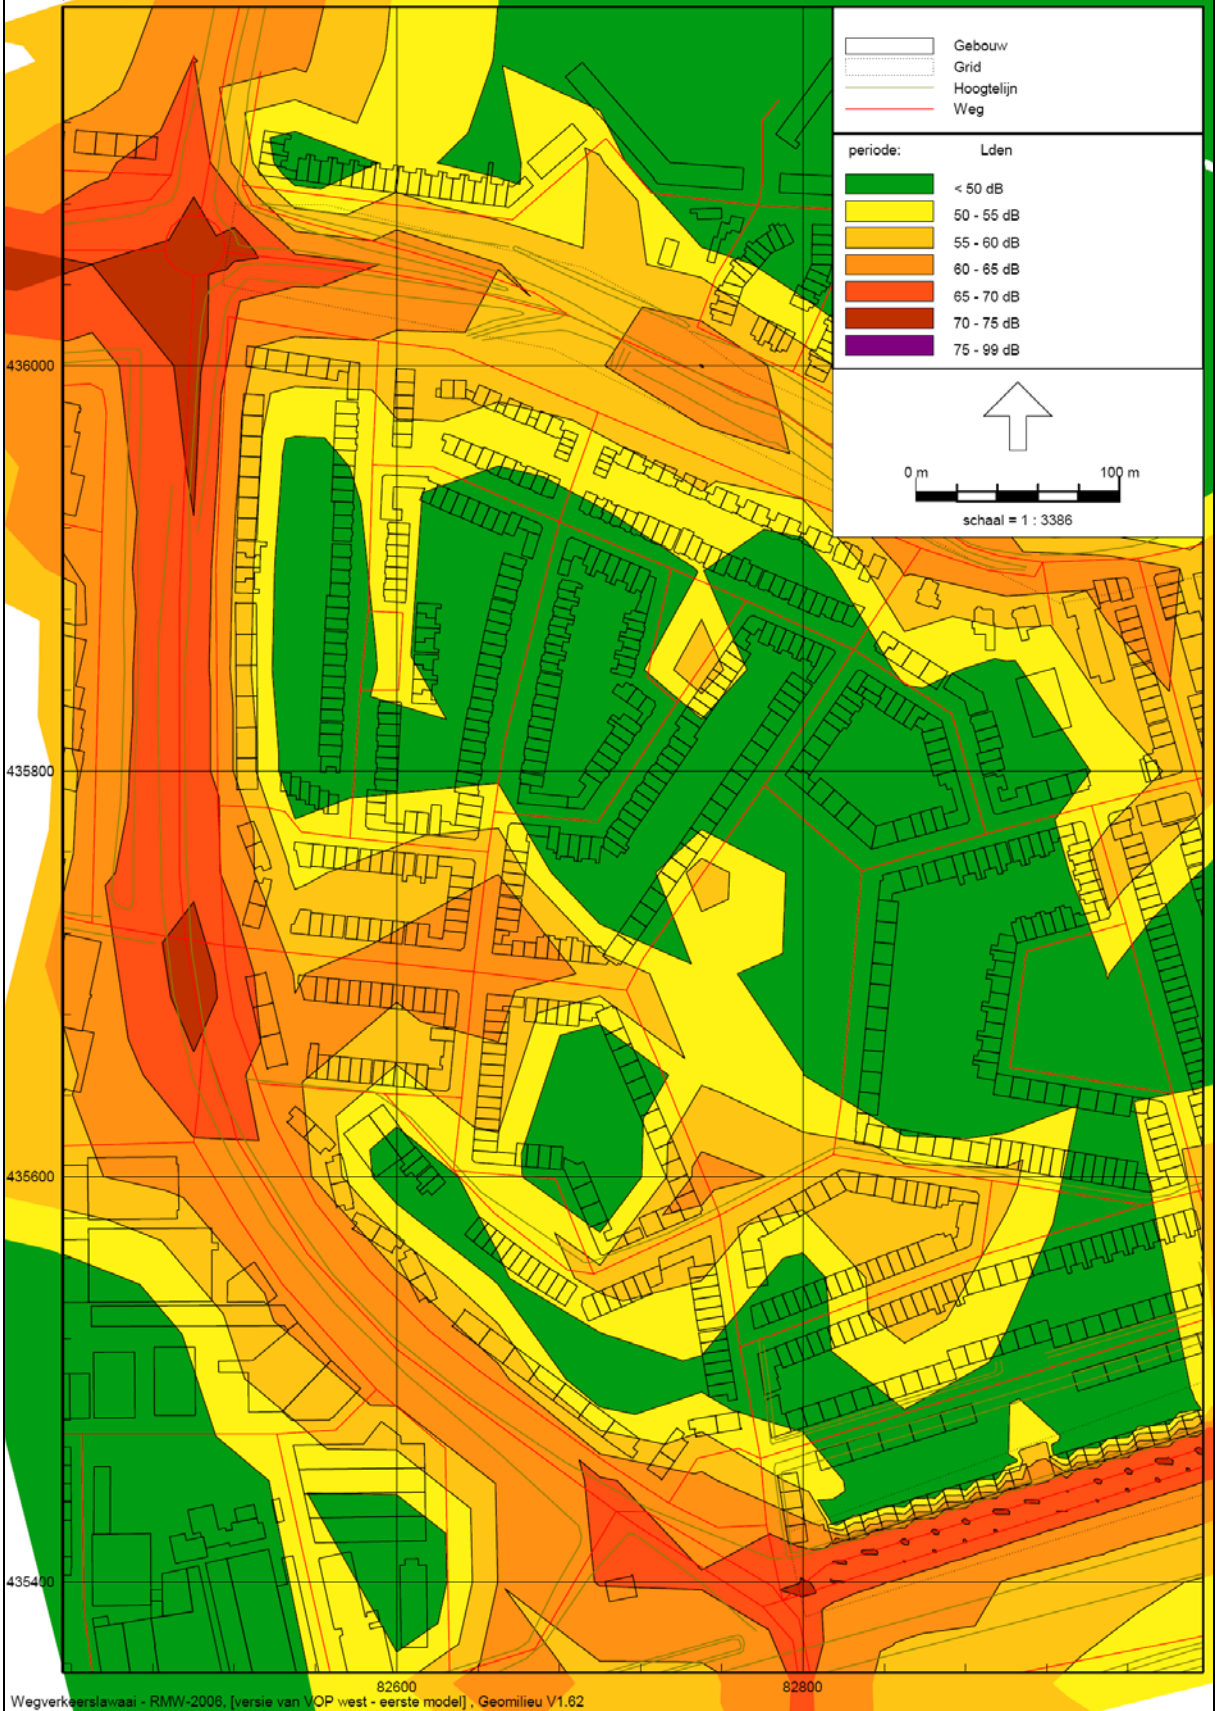 Gebouw
Grid
Hoogtelijn
Weg
periode: Lden
< 50 dB
50 - 55 dB
55 - 60 dB
60 - 65 dB
65 - 70 dB
70 - 75 dB
75 - 99 dB
0 m 100 m
schaal = 1 : 3386
436000
435800
435600
435400
82600 82800
Wegverkeerslawaai - RMW-2006, [versie van VOP west - eerste model] , Geomilieu V1.62